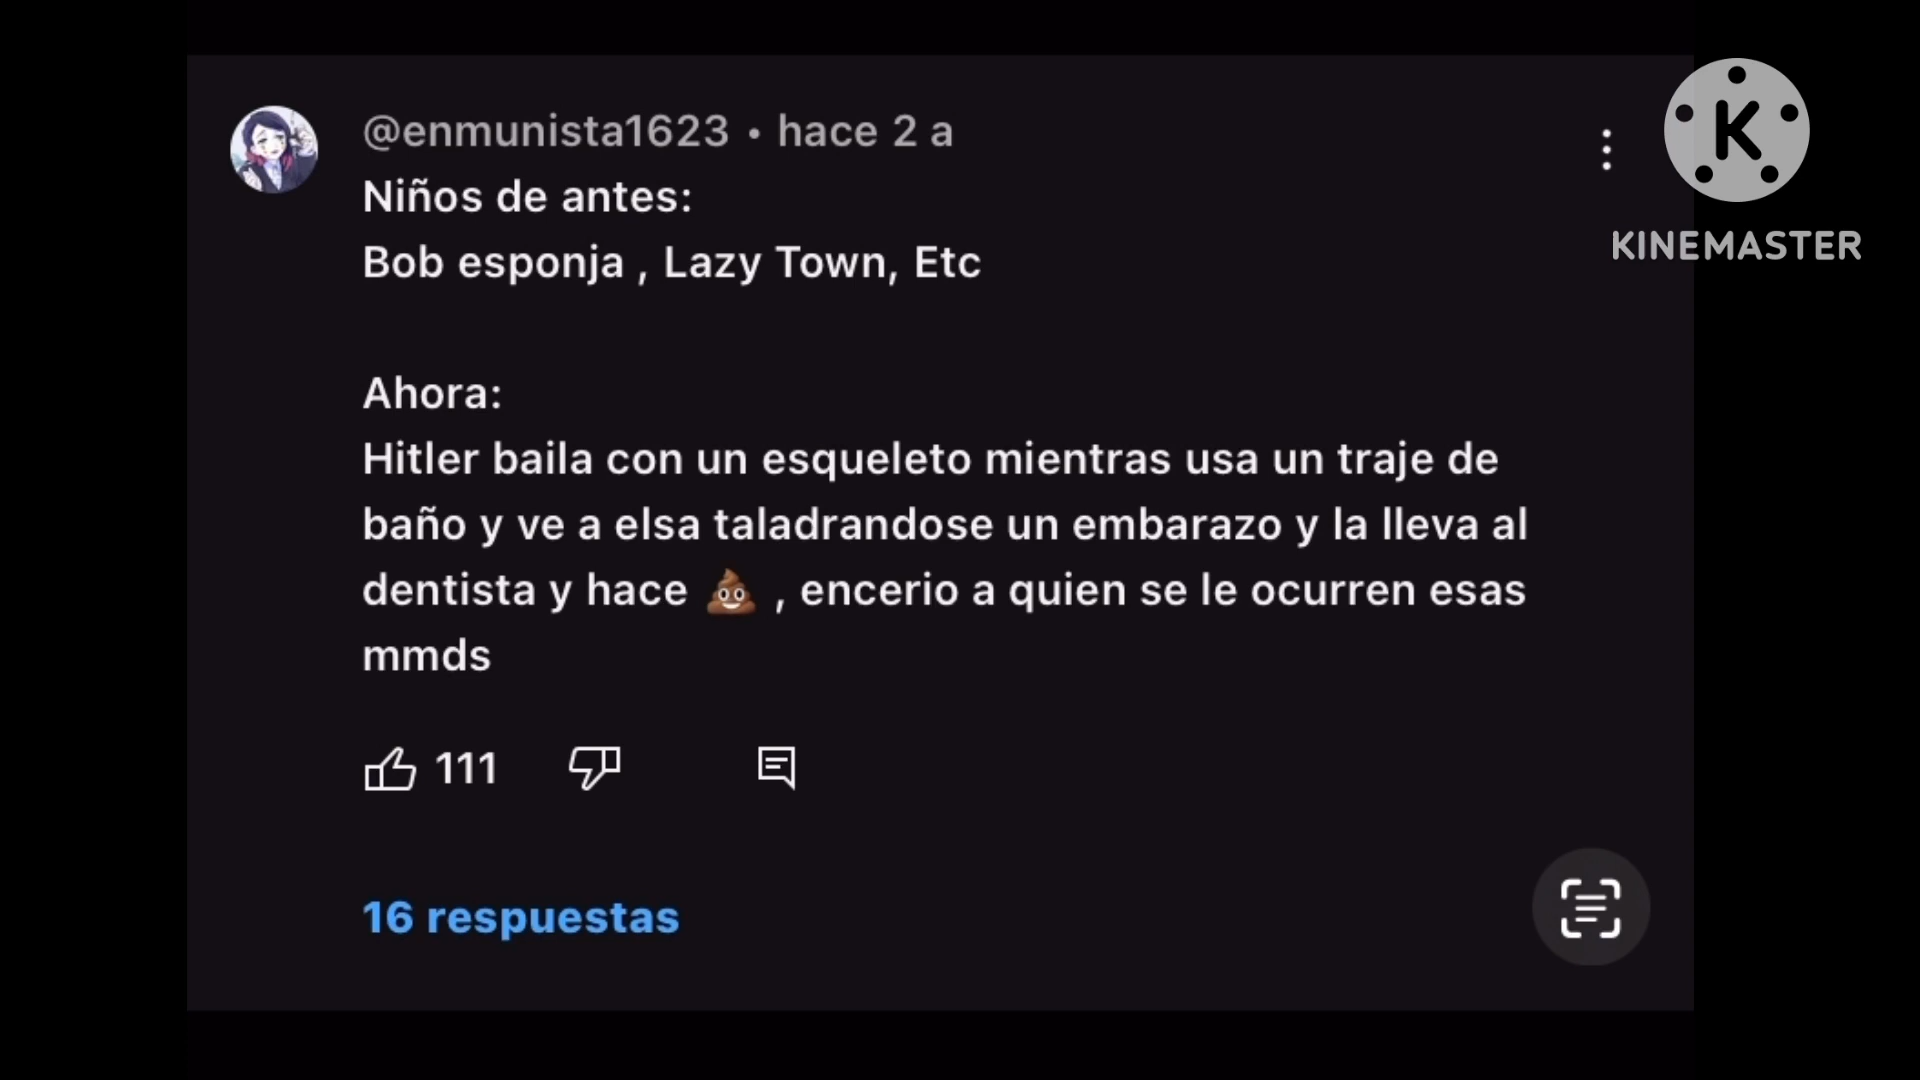 @enmunista1623 • hace 2 a
Niños de antes:
Bob esponja , Lazy Town, Etc
Ahora:
Hitler baila con un esqueleto mientras usa un traje de
baño y ve a elsa taladrandose un embarazo y la lleva al
dentista y hace 💩 , encerio a quien se le ocurren esas
mmds
111
16 respuestas
K
KINEMASTER